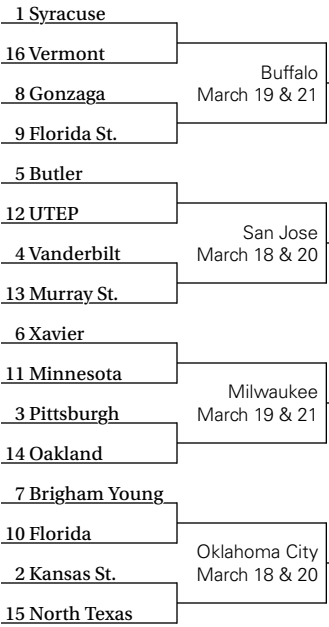 1 Syracuse
16 Vermont
Buffalo
March 19 & 21
8 Gonzaga
9 Florida St.
5 Butler
12 UTEP
San Jose
March 18 & 20
4 Vanderbilt
13 Murray St.
6 Xavier
11 Minnesota
Milwaukee
March 19 & 21
3 Pittsburgh
14 Oakland
7 Brigham Young
10 Florida
Oklahoma City
March 18 & 20
2 Kansas St.
15 North Texas